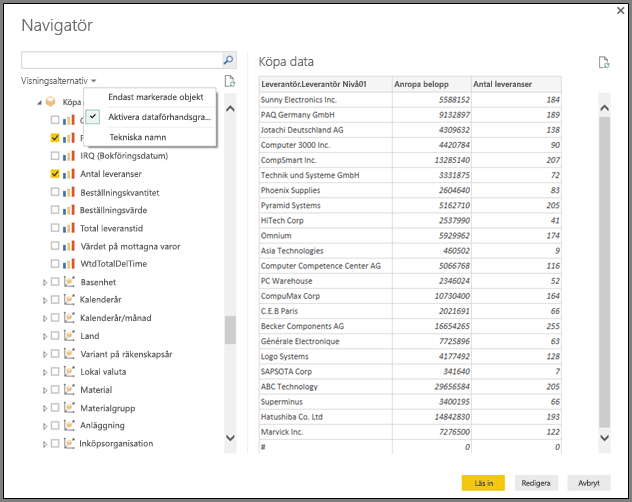 Navigatör
Visningsalternativ
Endast markerade objekt
Aktivera dataförhandsgra...
Tekniska namn
Köpa
IRQ (Bokföringsdatum)
Antal leveranser
Beställningskvantitet
Beställningsvärde
Total leveranstid
Värdet på mottagna varor
WtdTotalDelTime
Basenhet
Kalenderår
Kalenderår/månad
Land
Variant på räkenskapsår
Lokal valuta
Material
Materialgrupp
Anläggning
Inköpsorganisation
Köpa data
Leverantör.Leverantör Nivå01 Anropa belopp Antal leveranser
Sunny Electronics Inc. 5588152 184
PAQ Germany GmbH 9132897 189
Jotachi Deutschland AG 4309632 138
Computer 3000 Inc. 4420784 90
CompSmart Inc. 13285140 207
Technik und Systeme GmbH 3331875 72
Phoenix Supplies 2604640 83
Pyramid Systems 5162710 205
HiTech Corp 2537990 41
Omnium 5929962 174
Asia Technologies 460502 9
Computer Competence Center AG 5066768 116
PC Warehouse 2346024 52
CompuMax Corp 10730400 164
C.E.B Paris 2021691 66
Becker Components AG 16654265 255
Générale Electronique 7725896 63
Logo Systems 4177492 128
SAPSOTA Corp 341640 7
ABC Technology 29656584 205
Superminus 3400195 66
Hatushiba Co. Ltd 14842830 193
Marvick Inc. 7276500 122
# 0 0
Läs in Redigera Avbryt